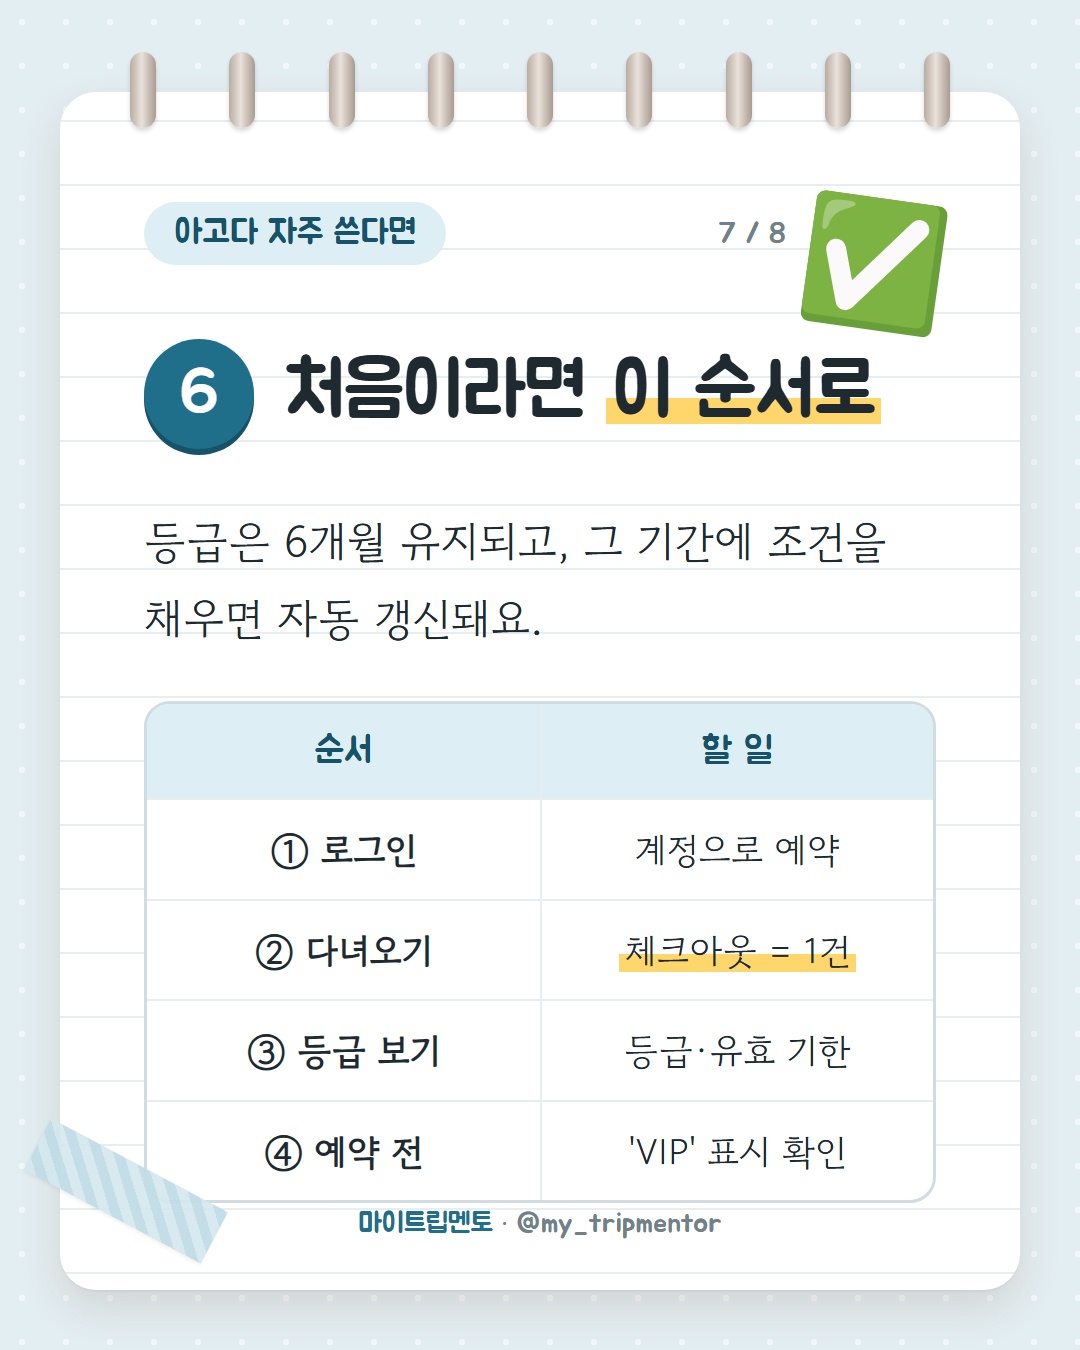 아고다 자주 쓴다면
7 / 8
6 처음이라면 이 순서로
등급은 6개월 유지되고, 그 기간에 조건을
채우면 자동 갱신돼요.
순서 할 일
① 로그인 계정으로 예약
② 다녀오기 체크아웃 = 1건
③ 등급 보기 등급·유효 기한
④ 예약 전 'VIP' 표시 확인
마이트립멘토 · @my_tripmentor